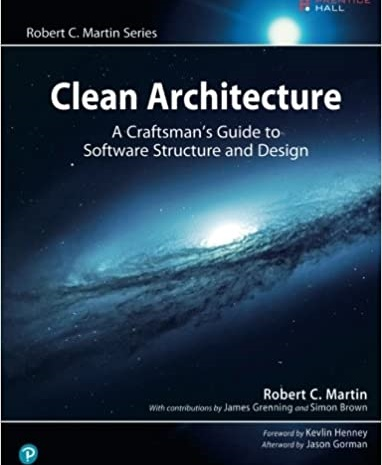 PRENTICE
HALL
Robert C. Martin Series
Clean Architecture
A Craftsman's Guide to
Software Structure and Design
Robert C. Martin
With contributions by James Grenning and Simon Brown
Foreword by Kevlin Henney
Afterword by Jason Gorman
P